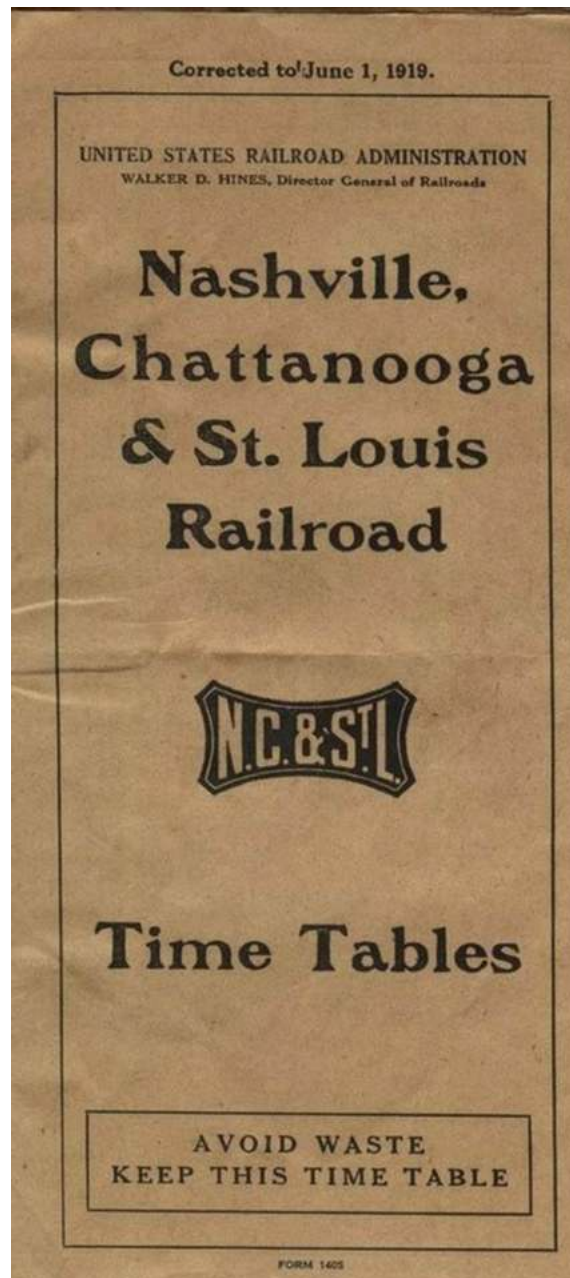 Corrected to June 1, 1919.
UNITED STATES RAILROAD ADMINISTRATION
WALKER D. HINES, Director General of Railroads
Nashville,
Chattanooga
& St. Louis
Railroad
N.C.&ST.L.
Time Tables
AVOID WASTE
KEEP THIS TIME TABLE
FORM 1405